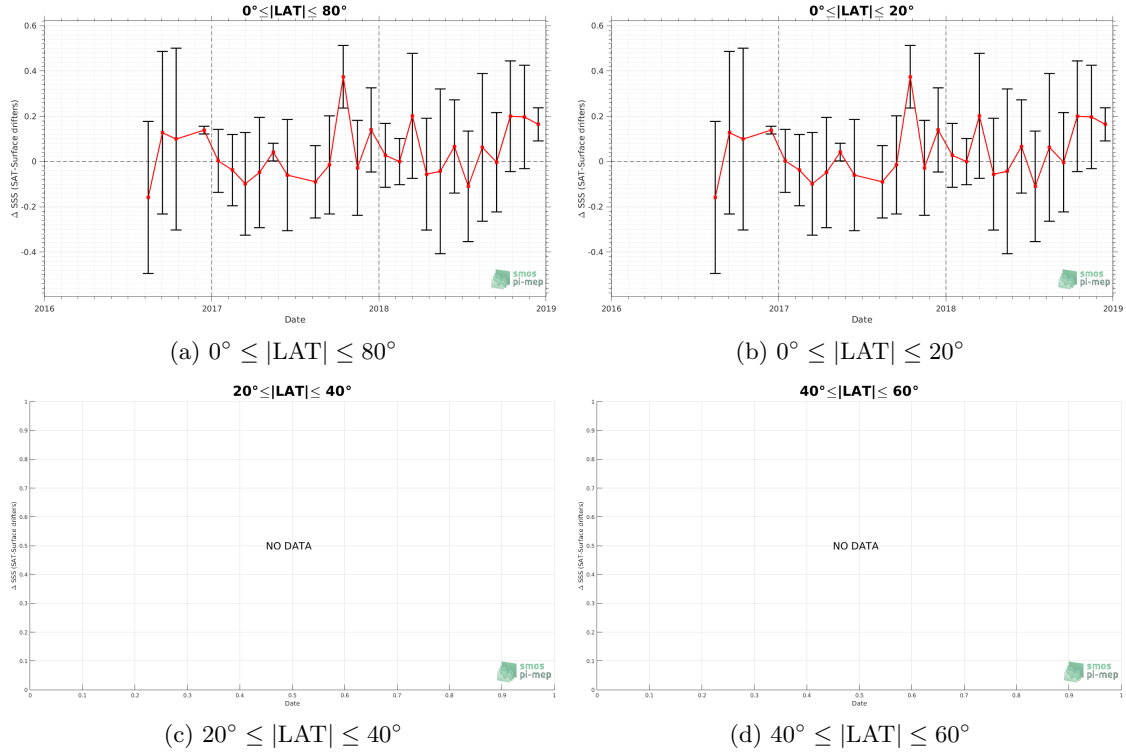 0°≤|LAT|≤ 80°
0.6
0.4
0.2
0
-0.2
-0.4
Δ SSS (SAT-Surface drifters)
2016
2017
2018
2019
Date
smos
pi-mep
(a) 0° ≤ |LAT| ≤ 80°
0°≤|LAT|≤ 20°
0.6
0.4
0.2
0
-0.2
-0.4
Δ SSS (SAT-Surface drifters)
2016
2017
2018
2019
Date
smos
pi-mep
(b) 0° ≤ |LAT| ≤ 20°
20°≤|LAT|≤ 40°
1
0.9
0.8
0.7
0.6
0.5
0.4
0.3
0.2
0.1
0
Δ SSS (SAT-Surface drifters)
NO DATA
0 0.1 0.2 0.3 0.4 0.5 0.6 0.7 0.8 0.9 1
Date
smos
pi-mep
(c) 20° ≤ |LAT| ≤ 40°
40°≤|LAT|≤ 60°
1
0.9
0.8
0.7
0.6
0.5
0.4
0.3
0.2
0.1
0
Δ SSS (SAT-Surface drifters)
NO DATA
0 0.1 0.2 0.3 0.4 0.5 0.6 0.7 0.8 0.9 1
Date
smos
pi-mep
(d) 40° ≤ |LAT| ≤ 60°